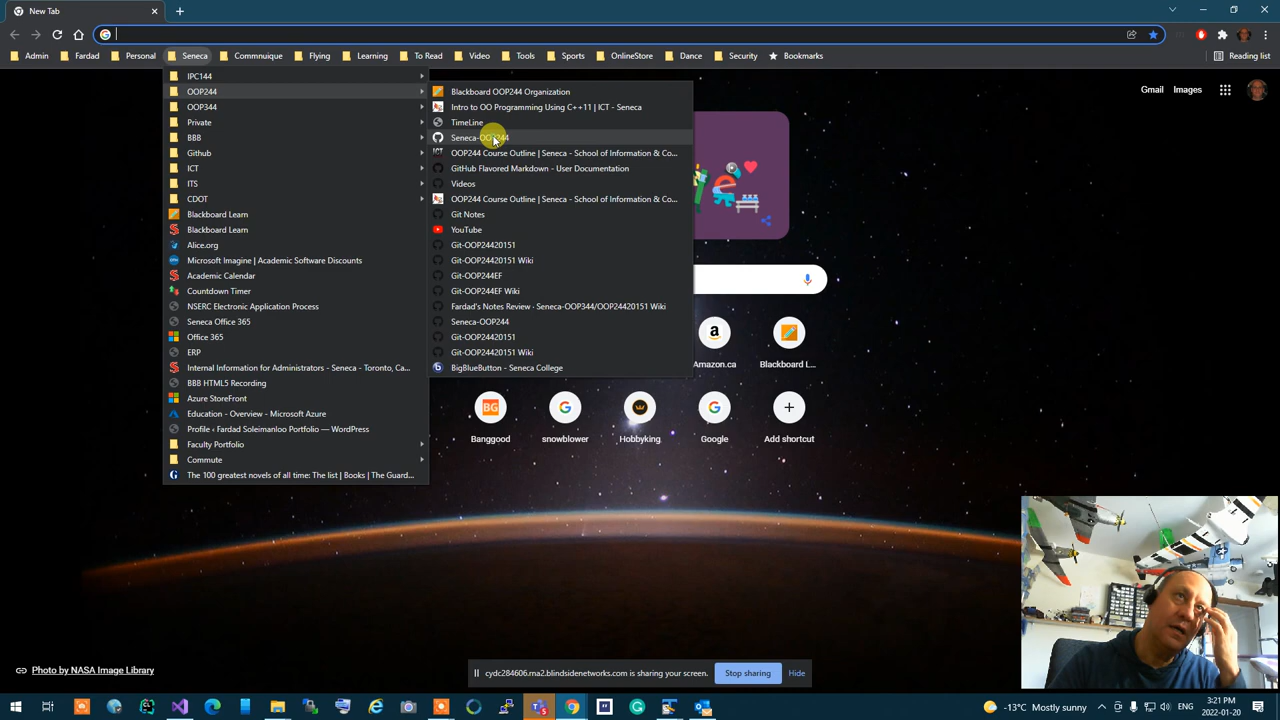 New Tab
Admin Fardad Personal Seneca Commnuique Flying Learning To Read Video Tools Sports OnlineStore Dance Security Bookmarks Reading list
Gmail Images
IPC144
OOP244
OOP344
Private
BBB
Github
ICT
ITS
CDOT
Blackboard Learn
Blackboard Learn
Alice.org
Microsoft Imagine | Academic Software Discounts
Academic Calendar
Countdown Timer
NSERC Electronic Application Process
Seneca Office 365
Office 365
ERP
Internal Information for Administrators - Seneca - Toronto, Ca...
BBB HTML5 Recording
Azure StoreFront
Education - Overview - Microsoft Azure
Profile ‹ Fardad Soleimanloo Portfolio — WordPress
Faculty Portfolio
Commute
The 100 greatest novels of all time: The list | Books | The Guard...
Blackboard OOP244 Organization
Intro to OO Programming Using C++11 | ICT - Seneca
TimeLine
Seneca-OOP244
OOP244 Course Outline | Seneca - School of Information & Co...
GitHub Flavored Markdown - User Documentation
Videos
OOP244 Course Outline | Seneca - School of Information & Co...
Git Notes
YouTube
Git-OOP24420151
Git-OOP24420151 Wiki
Git-OOP244EF
Git-OOP244EF Wiki
Fardad's Notes Review · Seneca-OOP344/OOP24420151 Wiki
Seneca-OOP244
Git-OOP24420151
Git-OOP24420151 Wiki
BigBlueButton - Seneca College
Amazon.ca Blackboard L...
BG
Banggood snowblower Hobbyking Google Add shortcut
Photo by NASA Image Library
cydc284606.rna2.blindsidenetworks.com is sharing your screen. Stop sharing Hide
-13°C Mostly sunny
3:21 PM
2022-01-20